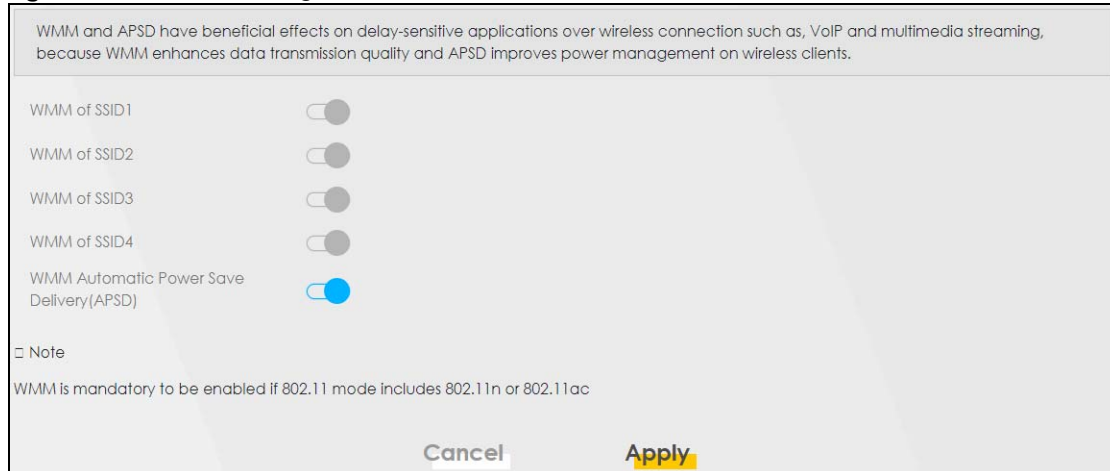 WMM and APSD have beneficial effects on delay-sensitive applications over wireless connection such as, VoIP and multimedia streaming,
because WMM enhances data transmission quality and APSD improves power management on wireless clients.
WMM of SSID1
WMM of SSID2
WMM of SSID3
WMM of SSID4
WMM Automatic Power Save
Delivery(APSD)
□ Note
WMM is mandatory to be enabled if 802.11 mode includes 802.11n or 802.11ac
Cancel Apply